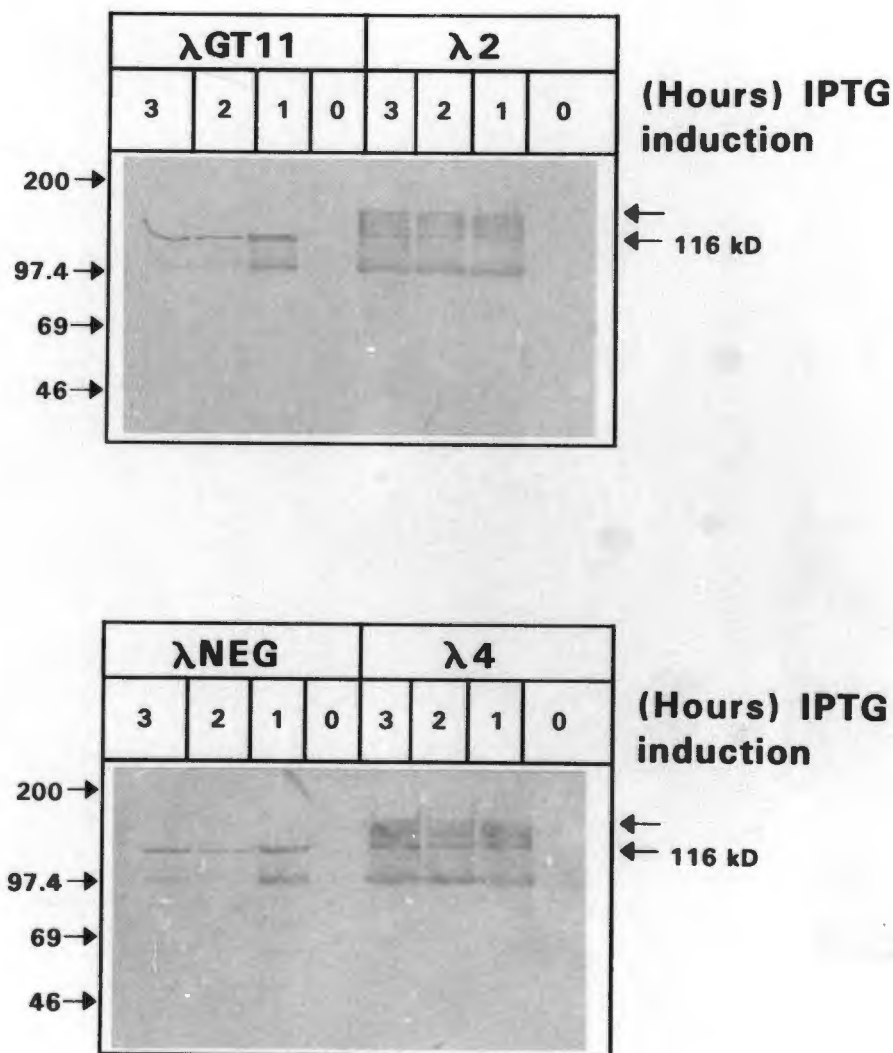 λGT11 λ2
3 2 1 0 3 2 1 0
(Hours) IPTG
induction
200
116 kD
97.4
69
46
λNEG λ4
3 2 1 0 3 2 1 0
(Hours) IPTG
induction
200
116 kD
97.4
69
46